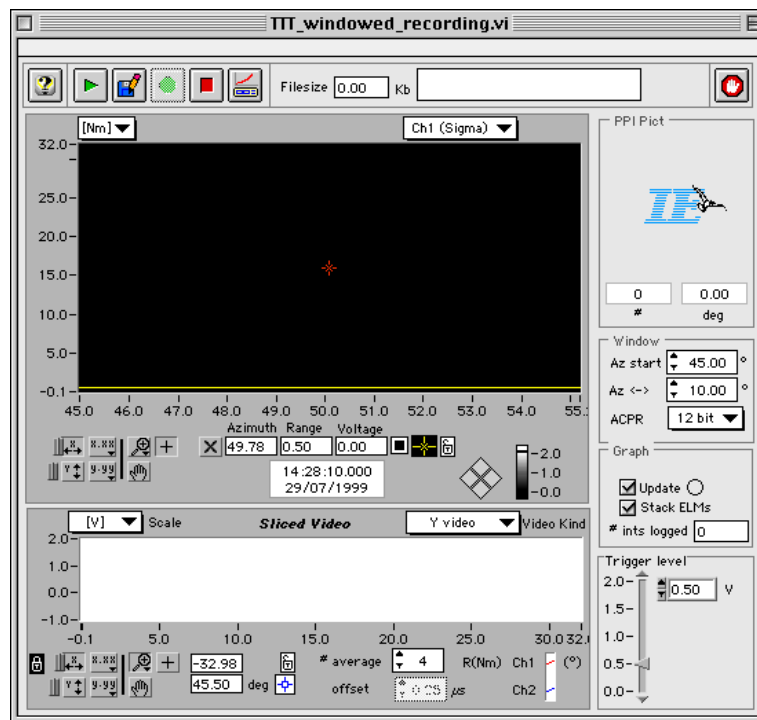 TTT_windowed_recording.vi
Filesize 0.00 Kb
[Nm] Ch1 (Sigma)
32.0
25.0
20.0
15.0
10.0
5.0
-0.1
45.0 46.0 47.0 48.0 49.0 50.0 51.0 52.0 53.0 54.0 55.
Azimuth Range Voltage
X.XX X 49.78 0.50 0.00
Y.YY 14:28:10.000
29/07/1999
2.0
1.0
0.0
PPI Pict
IE
0 0.00
# deg
Window
Az start 45.00 °
Az <-> 10.00 °
ACPR 12 bit
Graph
Update
Stack ELMs
# ints logged 0
[V] Scale Sliced Video Y video Video Kind
2.0
1.0
0.0
-1.0
-0.1 5.0 10.0 15.0 20.0 25.0 30.0 32.
X.XX -32.98 # average 4 R(Nm) Ch1 (°)
Y.YY 45.50 deg offset 0.25 µs Ch2
Trigger level
2.0 0.50 V
1.5
1.0
0.5
0.0